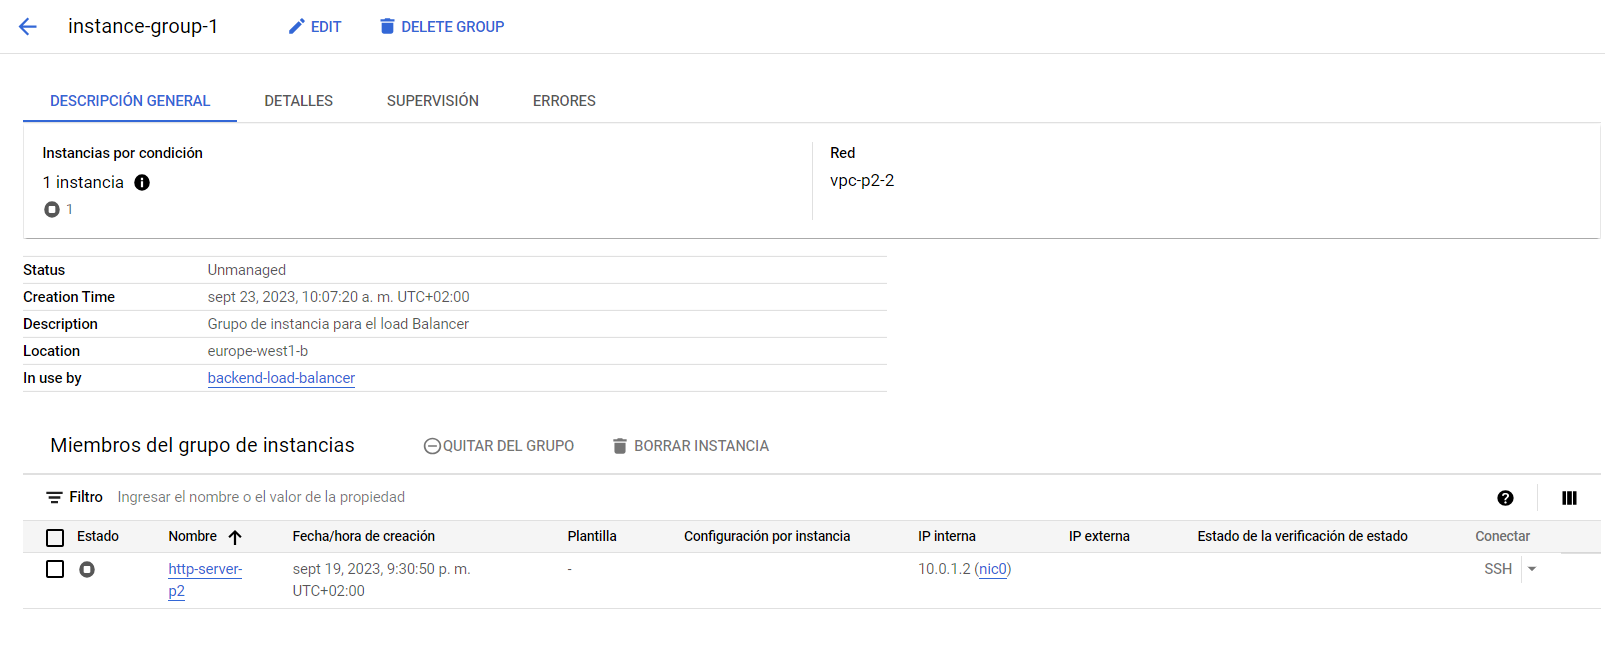 instance-group-1 EDIT DELETE GROUP
DESCRIPCIÓN GENERAL DETALLES SUPERVISIÓN ERRORES
Instancias por condición Red
1 instancia vpc-p2-2
1
Status Unmanaged
Creation Time sept 23, 2023, 10:07:20 a. m. UTC+02:00
Description Grupo de instancia para el load Balancer
Location europe-west1-b
In use by backend-load-balancer
Miembros del grupo de instancias QUITAR DEL GRUPO BORRAR INSTANCIA
Filtro Ingresar el nombre o el valor de la propiedad
Estado Nombre Fecha/hora de creación Plantilla Configuración por instancia IP interna IP externa Estado de la verificación de estado Conectar
http-server- sept 19, 2023, 9:30:50 p. m. - 10.0.1.2 (nic0) SSH
p2 UTC+02:00